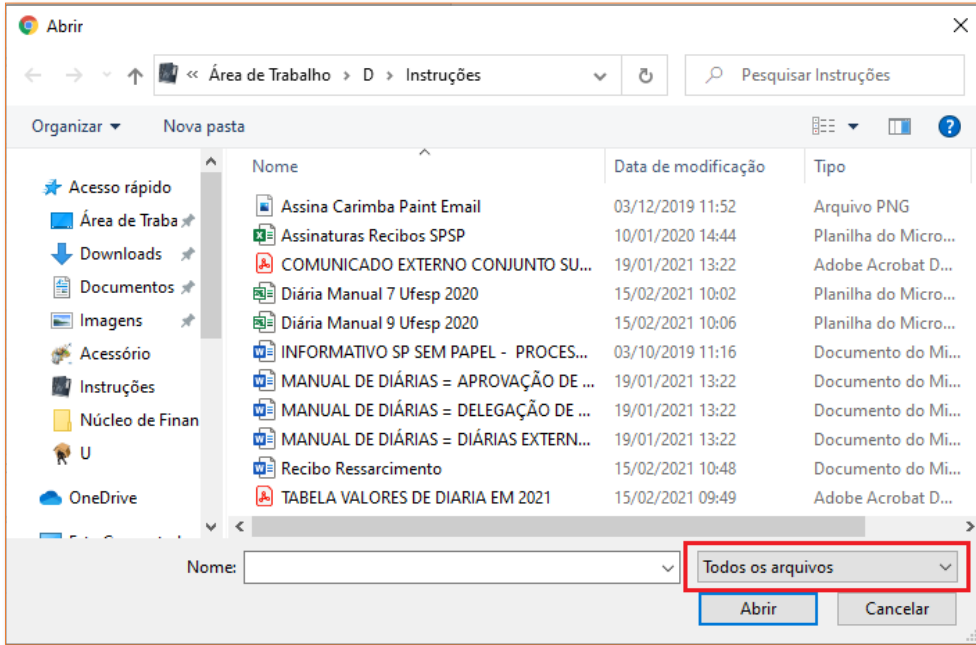 Abrir
« Área de Trabalho > D > Instruções
Pesquisar Instruções
Organizar
Nova pasta
Nome
Data de modificação
Tipo
Acesso rápido
Área de Traba
Downloads
Documentos
Imagens
Acessório
Instruções
Núcleo de Finan
U
OneDrive
Assina Carimba Paint Email 03/12/2019 11:52 Arquivo PNG
Assinaturas Recibos SPSP 10/01/2020 14:44 Planilha do Micro...
COMUNICADO EXTERNO CONJUNTO SU... 19/01/2021 13:22 Adobe Acrobat D...
Diária Manual 7 Ufesp 2020 15/02/2021 10:02 Planilha do Micro...
Diária Manual 9 Ufesp 2020 15/02/2021 10:06 Planilha do Micro...
INFORMATIVO SP SEM PAPEL - PROCES... 03/10/2019 11:16 Documento do Mi...
MANUAL DE DIÁRIAS = APROVAÇÃO DE ... 19/01/2021 13:22 Documento do Mi...
MANUAL DE DIÁRIAS = DELEGAÇÃO DE ... 19/01/2021 13:22 Documento do Mi...
MANUAL DE DIÁRIAS = DIÁRIAS EXTERN... 19/01/2021 13:22 Documento do Mi...
Recibo Ressarcimento 15/02/2021 10:48 Documento do Mi...
TABELA VALORES DE DIARIA EM 2021 15/02/2021 09:49 Adobe Acrobat D...
Nome:
Todos os arquivos
Abrir
Cancelar